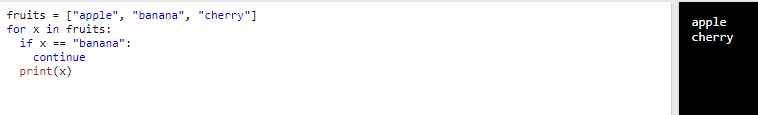 fruits = ["apple", "banana", "cherry"]
for x in fruits:
  if x == "banana":
    continue
  print(x)
apple
cherry